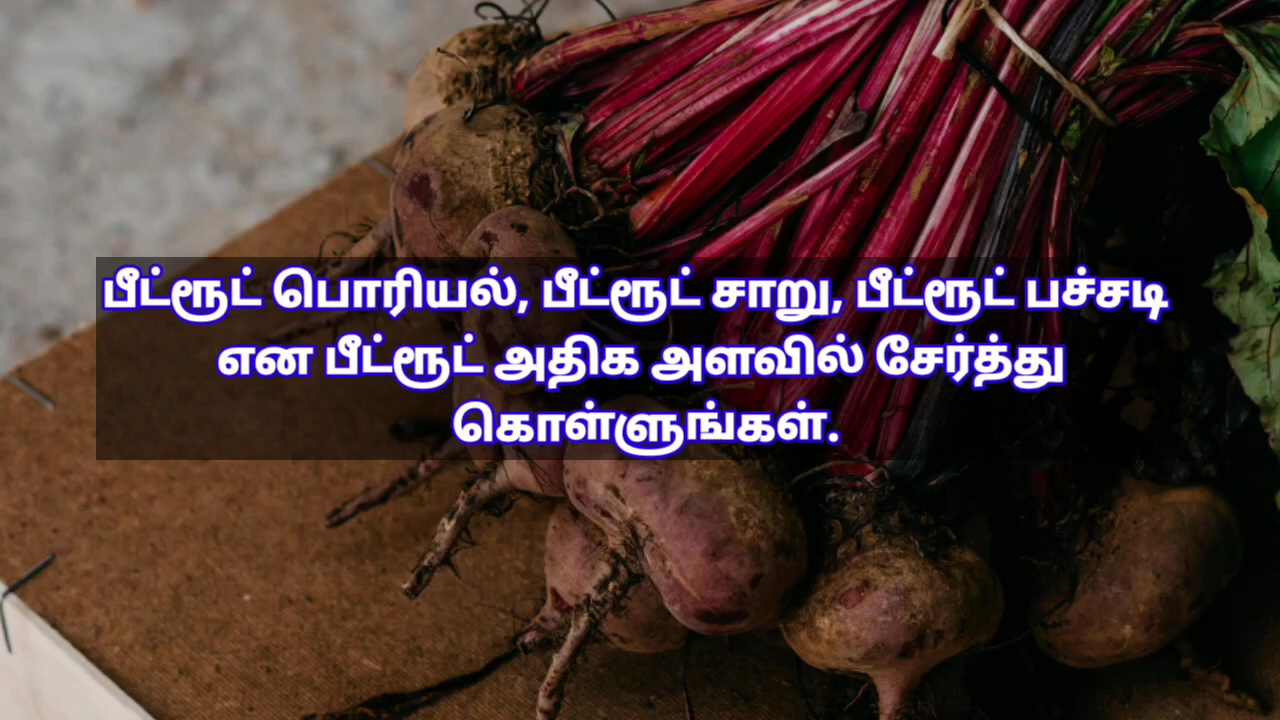 பீட்ரூட் பொரியல், பீட்ரூட் சாறு, பீட்ரூட் பச்சடி
என பீட்ரூட் அதிக அளவில் சேர்த்து
கொள்ளுங்கள்.